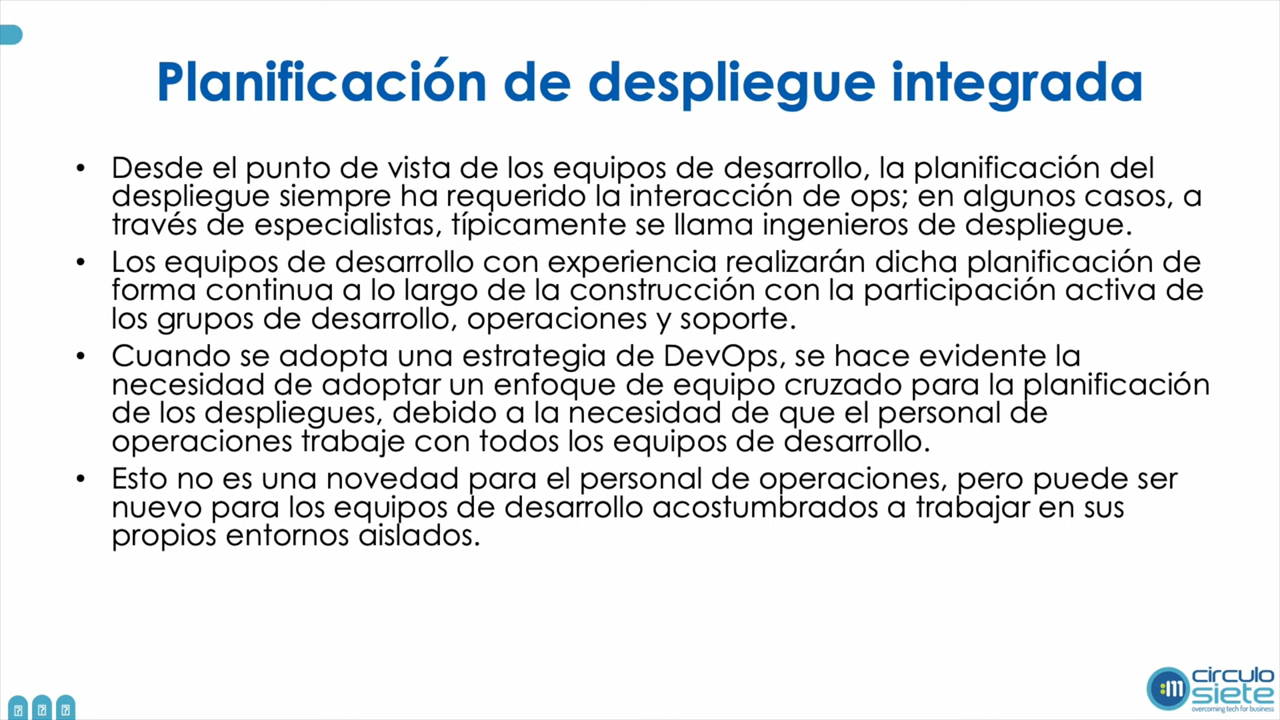 Planificación de despliegue integrada
• Desde el punto de vista de los equipos de desarrollo, la planificación del
despliegue siempre ha requerido la interacción de ops; en algunos casos, a
través de especialistas, típicamente se llama ingenieros de despliegue.
• Los equipos de desarrollo con experiencia realizarán dicha planificación de
forma continua a lo largo de la construcción con la participación activa de
los grupos de desarrollo, operaciones y soporte.
• Cuando se adopta una estrategia de DevOps, se hace evidente la
necesidad de adoptar un enfoque de equipo cruzado para la planificación
de los despliegues, debido a la necesidad de que el personal de
operaciones trabaje con todos los equipos de desarrollo.
• Esto no es una novedad para el personal de operaciones, pero puede ser
nuevo para los equipos de desarrollo acostumbrados a trabajar en sus
propios entornos aislados.
:m circulo
siete
overcoming tech for business